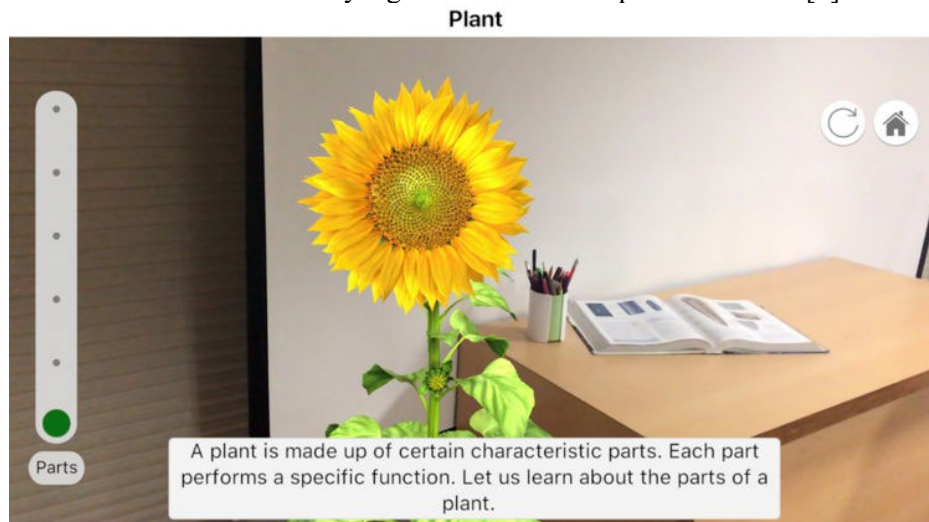 Plant
Parts
A plant is made up of certain characteristic parts. Each part
performs a specific function. Let us learn about the parts of a
plant.